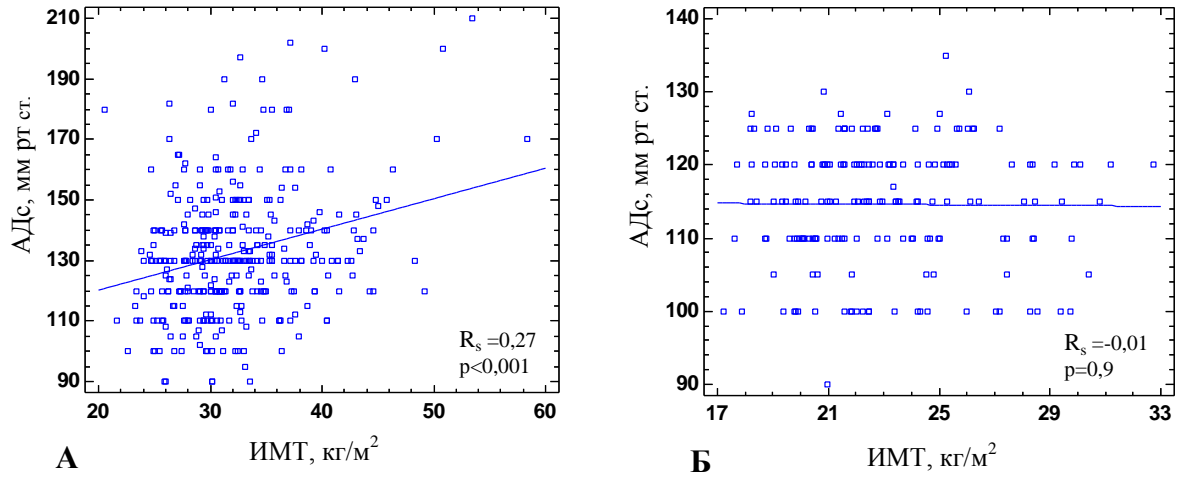 210
190
170
150
130
110
90
АДс, мм рт ст.
R_s =0,27
p<0,001
20 30 40 50 60
ИМТ, кг/м²
А
140
130
120
110
100
90
АДс, мм рт ст.
R_s =-0,01
p=0,9
17 21 25 29 33
ИМТ, кг/м²
Б